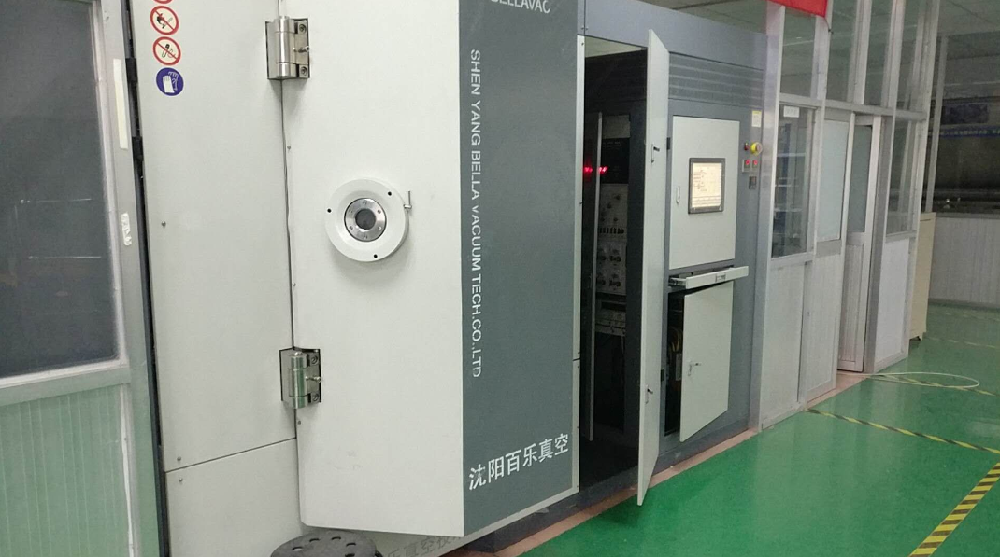 BELLAVAC
SHEN YANG BELLA VACUUM TECH.CO.,LTD
沈阳百乐真空